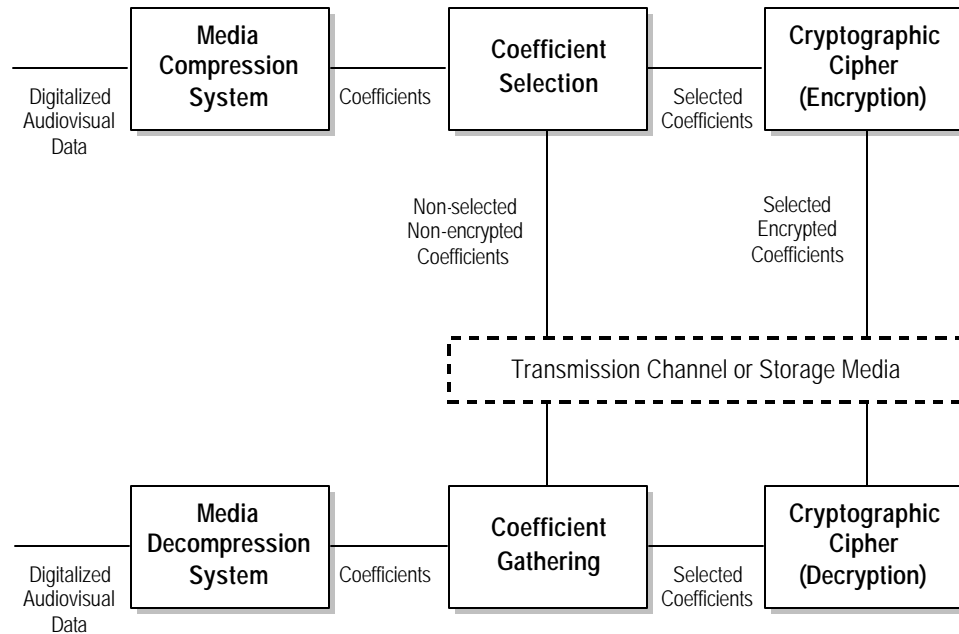 Media
Compression
System
Coefficient
Selection
Cryptographic
Cipher
(Encryption)
Digitalized
Audiovisual
Data
Coefficients
Selected
Coefficients
Non-selected
Non-encrypted
Coefficients
Selected
Encrypted
Coefficients
Transmission Channel or Storage Media
Media
Decompression
System
Coefficient
Gathering
Cryptographic
Cipher
(Decryption)
Digitalized
Audiovisual
Data
Coefficients
Selected
Coefficients